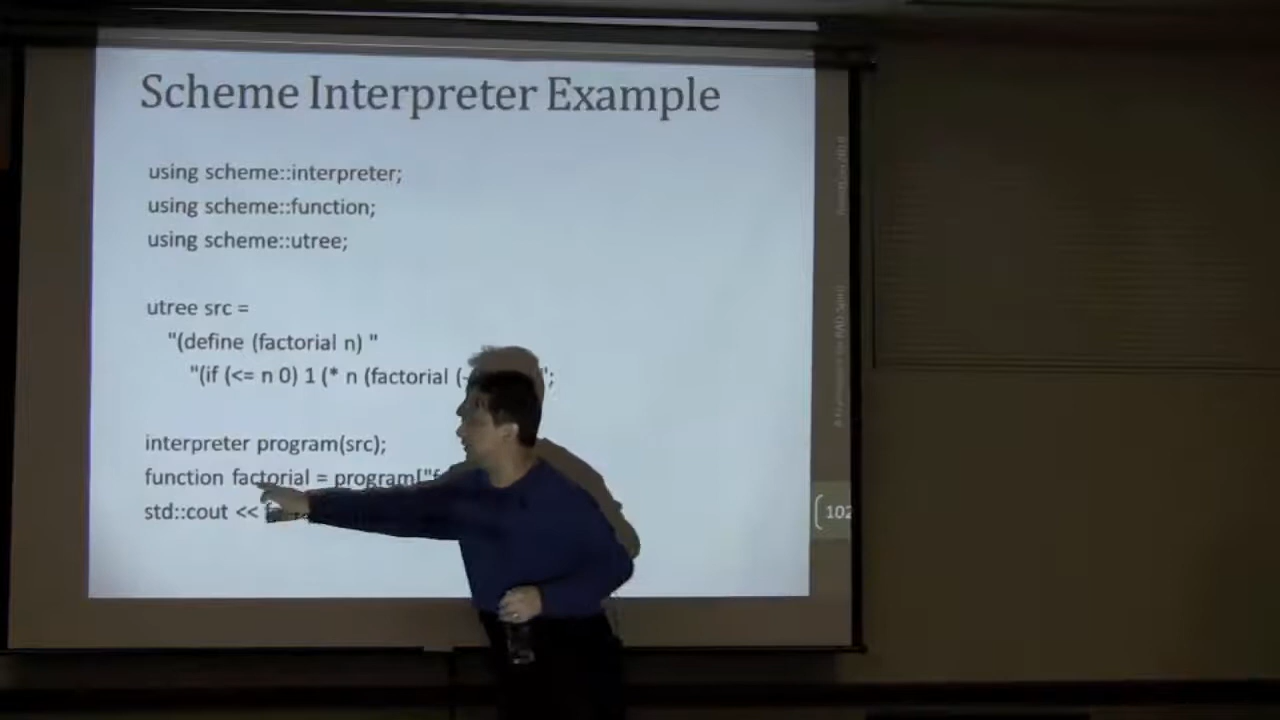 Scheme Interpreter Example
using scheme::interpreter;
using scheme::function;
using scheme::utree;
utree src =
"(define (factorial n) "
"(if (<= n 0) 1 (* n (factorial (- ";
interpreter program(src);
function factorial = program["f
std::cout <<
102